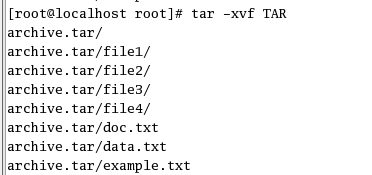 [root@localhost root]# tar -xvf TAR
archive.tar/
archive.tar/file1/
archive.tar/file2/
archive.tar/file3/
archive.tar/file4/
archive.tar/doc.txt
archive.tar/data.txt
archive.tar/example.txt